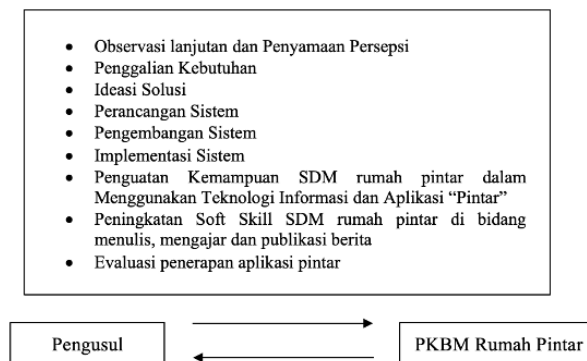 • Observasi lanjutan dan Penyamaan Persepsi
• Penggalian Kebutuhan
• Ideasi Solusi
• Perancangan Sistem
• Pengembangan Sistem
• Implementasi Sistem
• Penguatan Kemampuan SDM rumah pintar dalam
Menggunakan Teknologi Informasi dan Aplikasi “Pintar”
• Peningkatan Soft Skill SDM rumah pintar di bidang
menulis, mengajar dan publikasi berita
• Evaluasi penerapan aplikasi pintar
Pengusul
PKBM Rumah Pintar